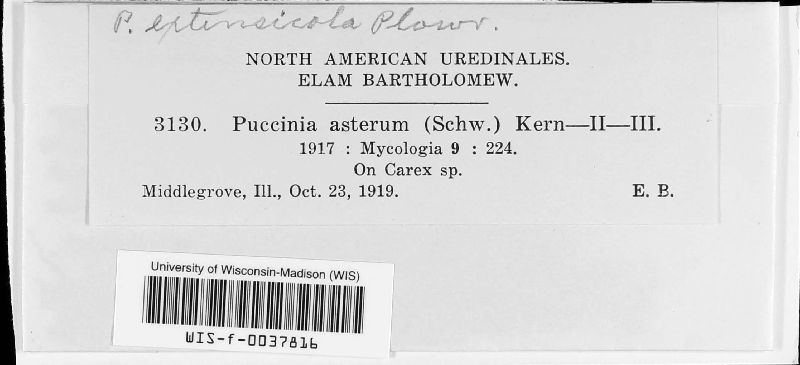 P. extensicola Plowr.
NORTH AMERICAN UREDINALES.
ELAM BARTHOLOMEW.
3130. Puccinia asterum (Schw.) Kern—II—III.
1917 : Mycologia 9 : 224.
On Carex sp.
Middlegrove, Ill., Oct. 23, 1919. E. B.
University of Wisconsin-Madison (WIS)
WIS-f-0037816